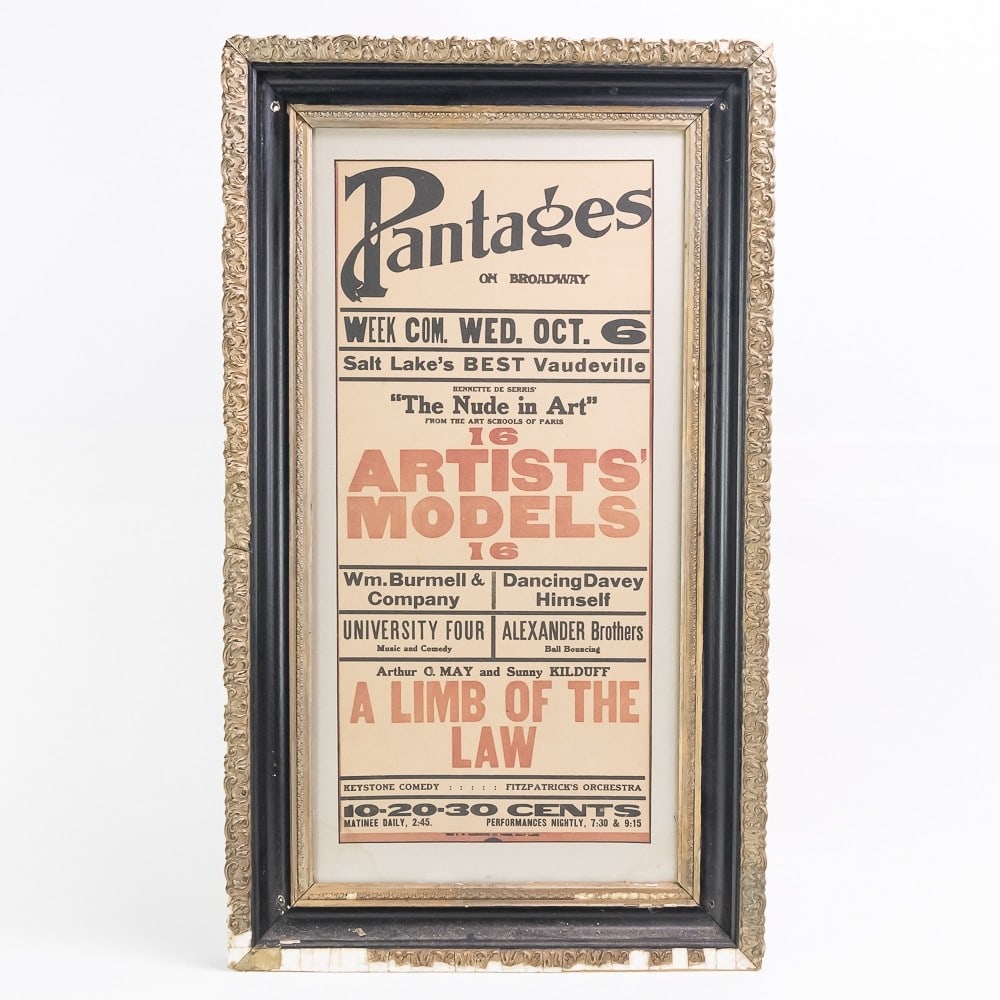 Pantages
ON BROADWAY
WEEK COM. WED. OCT. 6
Salt Lake's BEST Vaudeville
HENNETTE DE SERRIS'
"The Nude in Art"
FROM THE ART SCHOOLS OF PARIS
16
ARTISTS'
MODELS
16
Wm. Burmell &
Company
Dancing Davey
Himself
UNIVERSITY FOUR
Music and Comedy
ALEXANDER Brothers
Ball Bouncing
Arthur O. MAY and Sunny KILDUFF
A LIMB OF THE
LAW
KEYSTONE COMEDY : : : : : FITZPATRICK'S ORCHESTRA
10-20-30 CENTS
MATINEE DAILY, 2:45. PERFORMANCES NIGHTLY, 7:30 & 9:15